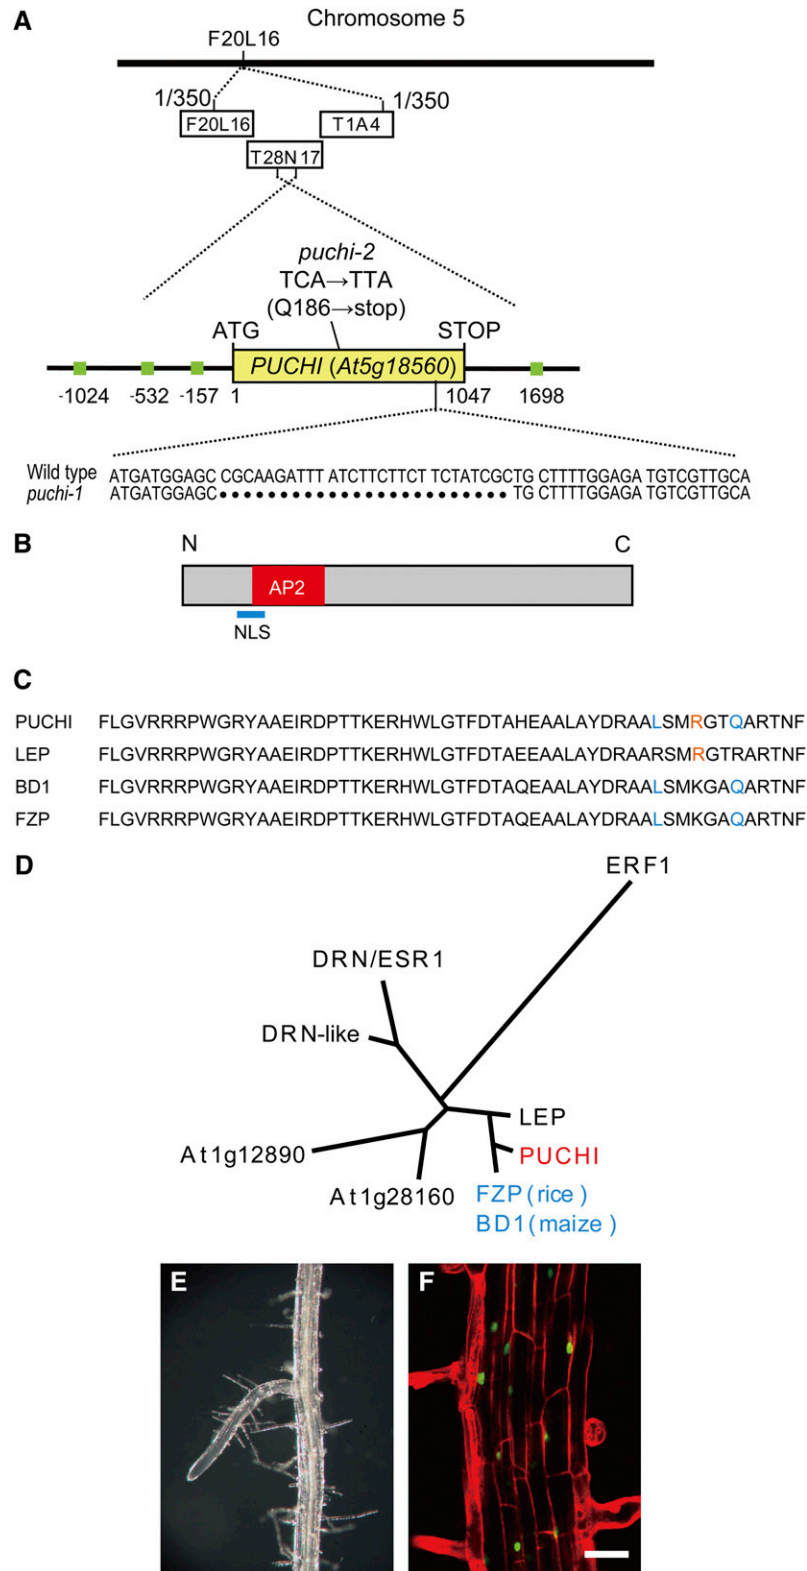 A
Chromosome 5
F20L16
1/350
1/350
F20L16
T1A4
T28N17
puchi-2
TCA→TTA
(Q186→stop)
ATG
STOP
PUCHI (At5g18560)
-1024
-532
-157
1
1047
1698
Wild type ATGATGGAGC CGCAAGATTT ATCTTCTTCT TCTATCGCTG CTTTTGGAGA TGTCGTTGCA
puchi-1 ATGATGGAGC●●●●●●●●●●●●●●●●●●●●●●●●TG CTTTTGGAGA TGTCGTTGCA
B
N
C
AP2
NLS
C
PUCHI FLGVRRRPWGRYAAEIRDPTTKERHWLGTFDTAHEAALAYDRAALSMRGTQARTNF
LEP FLGVRRRPWGRYAAEIRDPTTKERHWLGTFDTAEEAALAYDRAARSMRGTRARTNF
BD1 FLGVRRRPWGRYAAEIRDPTTKERHWLGTFDTAQEAALAYDRAALSMKGAQARTNF
FZP FLGVRRRPWGRYAAEIRDPTTKERHWLGTFDTAQEAALAYDRAALSMKGAQARTNF
D
ERF1
DRN/ESR1
DRN-like
LEP
At1g12890
PUCHI
At1g28160
FZP (rice)
BD1 (maize)
E
F